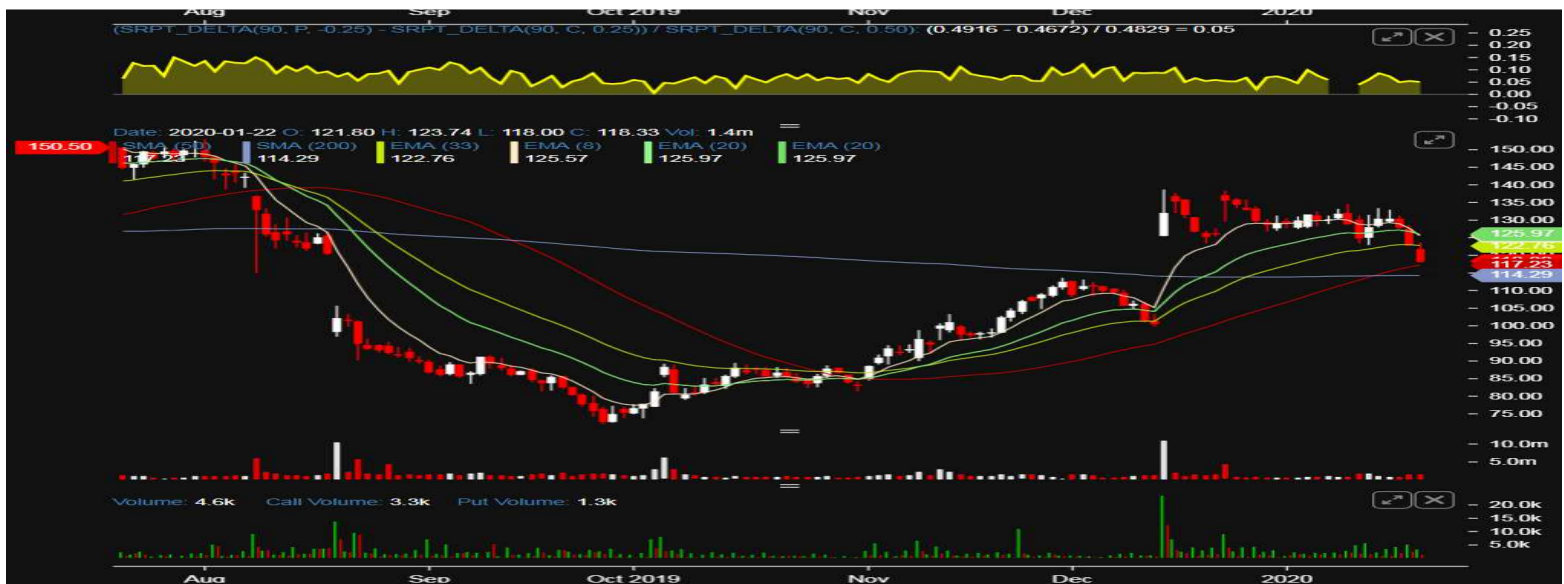 Aug Sep Oct 2019 Nov Dec 2020
(SRPT_DELTA(90, P, -0.25) - SRPT_DELTA(90, C, 0.25)) / SRPT_DELTA(90, C, 0.50): (0.4916 - 0.4672) / 0.4829 = 0.05
0.25
0.20
0.15
0.10
0.05
0.00
-0.05
-0.10
Date: 2020-01-22 O: 121.80 H: 123.74 L: 118.00 C: 118.33 Vol: 1.4m
SMA (50) SMA (200) EMA (33) EMA (8) EMA (20) EMA (20)
117.23 114.29 122.76 125.57 125.97 125.97
150.50
150.00
145.00
140.00
135.00
130.00
125.97
122.76
117.23
114.29
110.00
105.00
100.00
95.00
90.00
85.00
80.00
75.00
10.0m
5.0m
Volume: 4.6k Call Volume: 3.3k Put Volume: 1.3k
20.0k
15.0k
10.0k
5.0k
Aug Sep Oct 2019 Nov Dec 2020